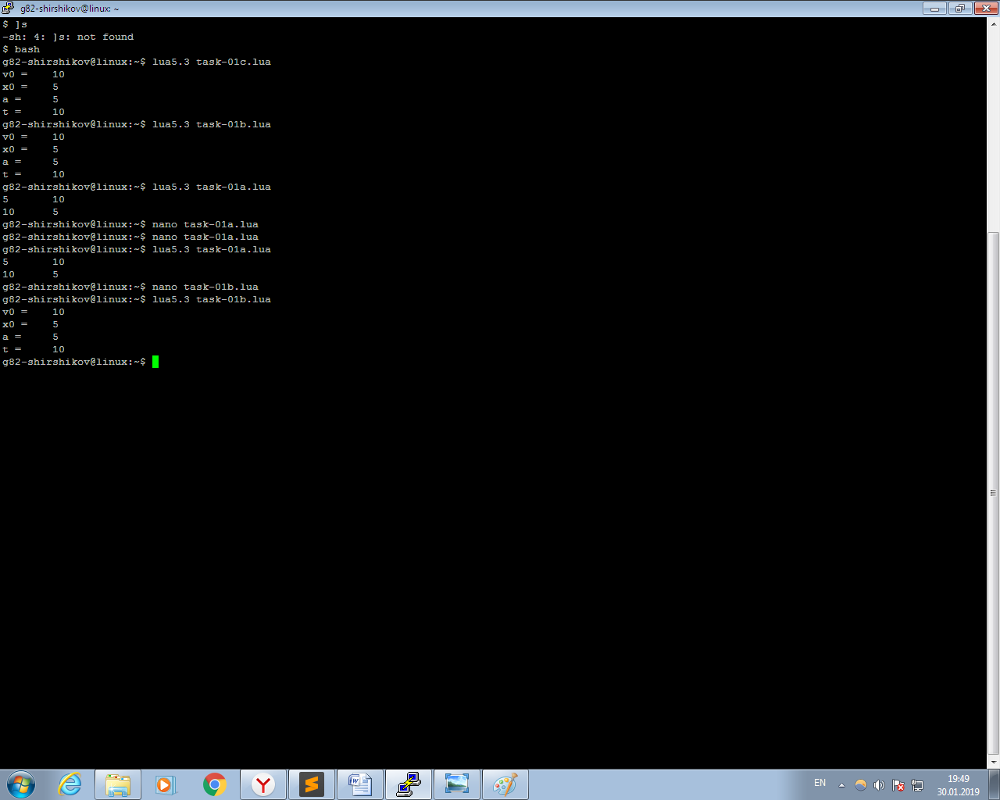 g82-shirshikov@linux: ~
$ ]s
-sh: 4: ]s: not found
$ bash
g82-shirshikov@linux:~$ lua5.3 task-01c.lua
v0 =    10
x0 =    5
a =     5
t =     10
g82-shirshikov@linux:~$ lua5.3 task-01b.lua
v0 =    10
x0 =    5
a =     5
t =     10
g82-shirshikov@linux:~$ lua5.3 task-01a.lua
5       10
10      5
g82-shirshikov@linux:~$ nano task-01a.lua
g82-shirshikov@linux:~$ nano task-01a.lua
g82-shirshikov@linux:~$ lua5.3 task-01a.lua
5       10
10      5
g82-shirshikov@linux:~$ nano task-01b.lua
g82-shirshikov@linux:~$ lua5.3 task-01b.lua
v0 =    10
x0 =    5
a =     5
t =     10
g82-shirshikov@linux:~$
EN
19:49
30.01.2019